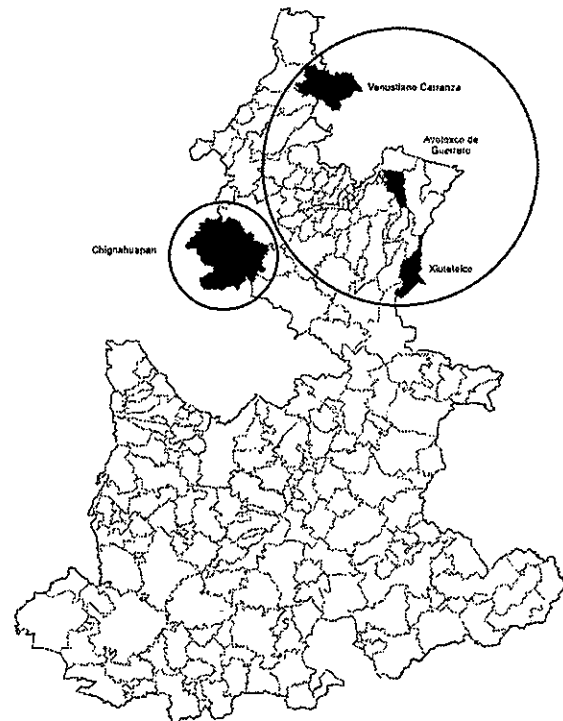 Venustiano Carranza
Ayotoxco de
Guerrero
Chignahuapan
Xiutetelco